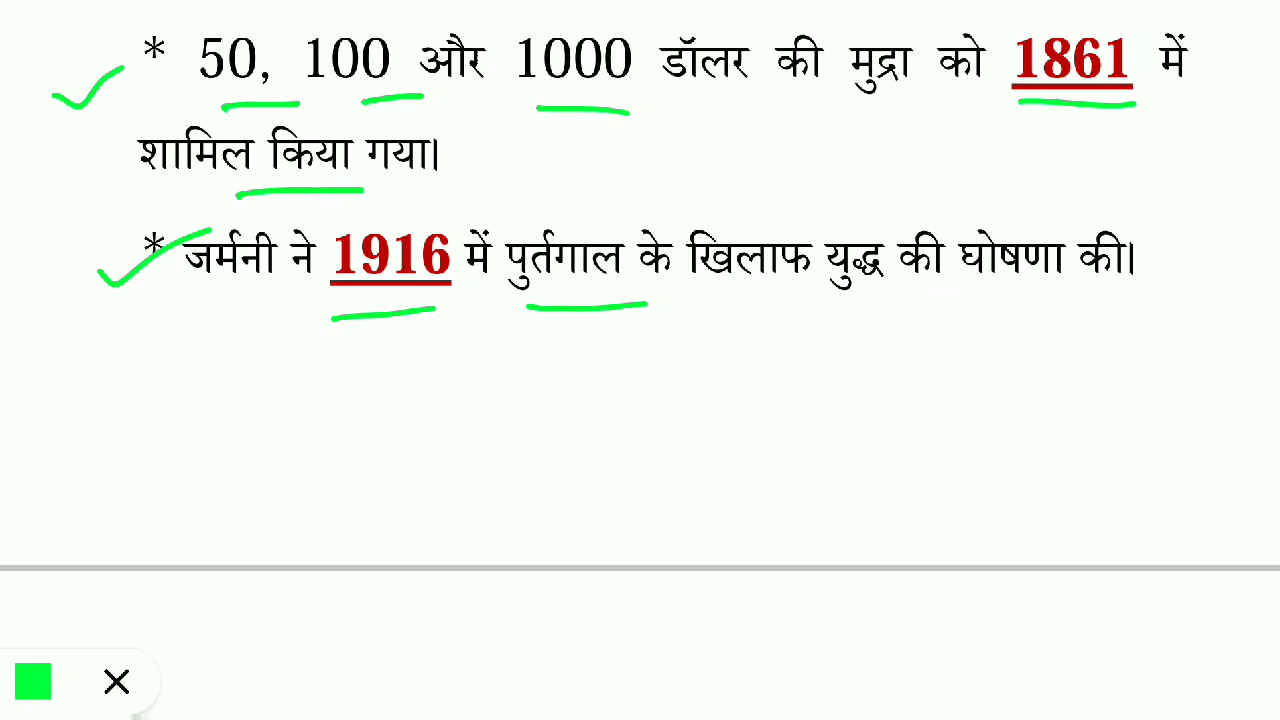 * 50, 100 और 1000 डॉलर की मुद्रा को 1861 में
शामिल किया गया।
* जर्मनी ने 1916 में पुर्तगाल के खिलाफ युद्ध की घोषणा की।